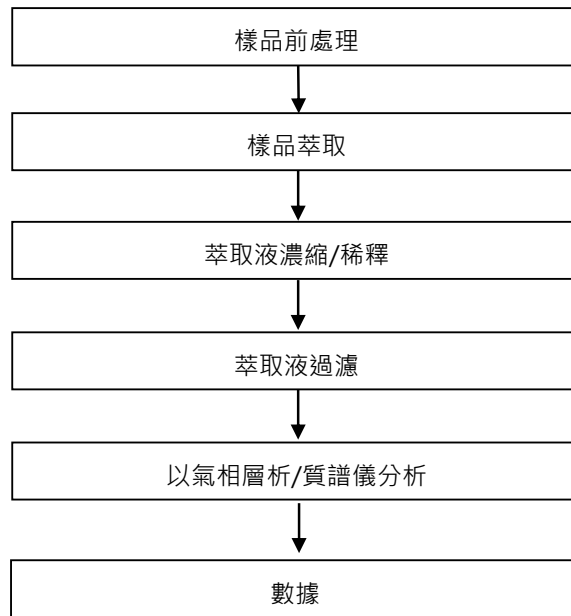 樣品前處理
樣品萃取
萃取液濃縮/稀釋
萃取液過濾
以氣相層析/質譜儀分析
數據